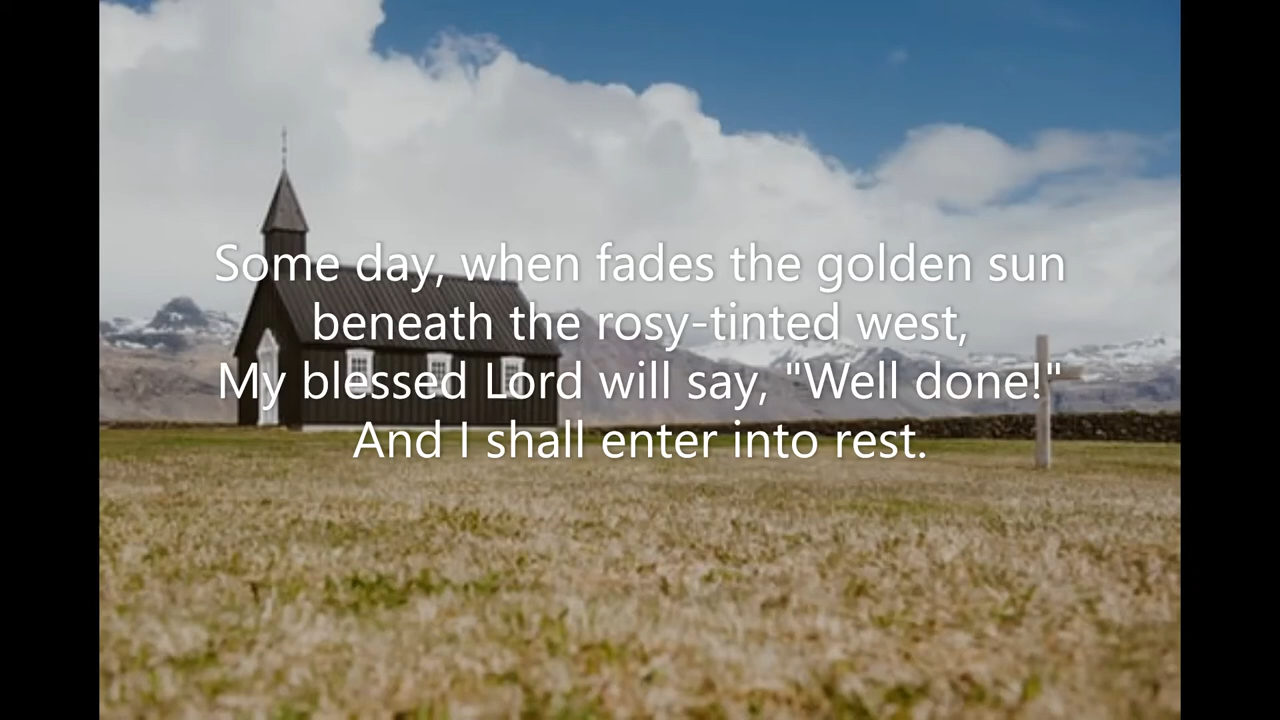 Some day, when fades the golden sun
beneath the rosy-tinted west,
My blessed Lord will say, "Well done!"
And I shall enter into rest.